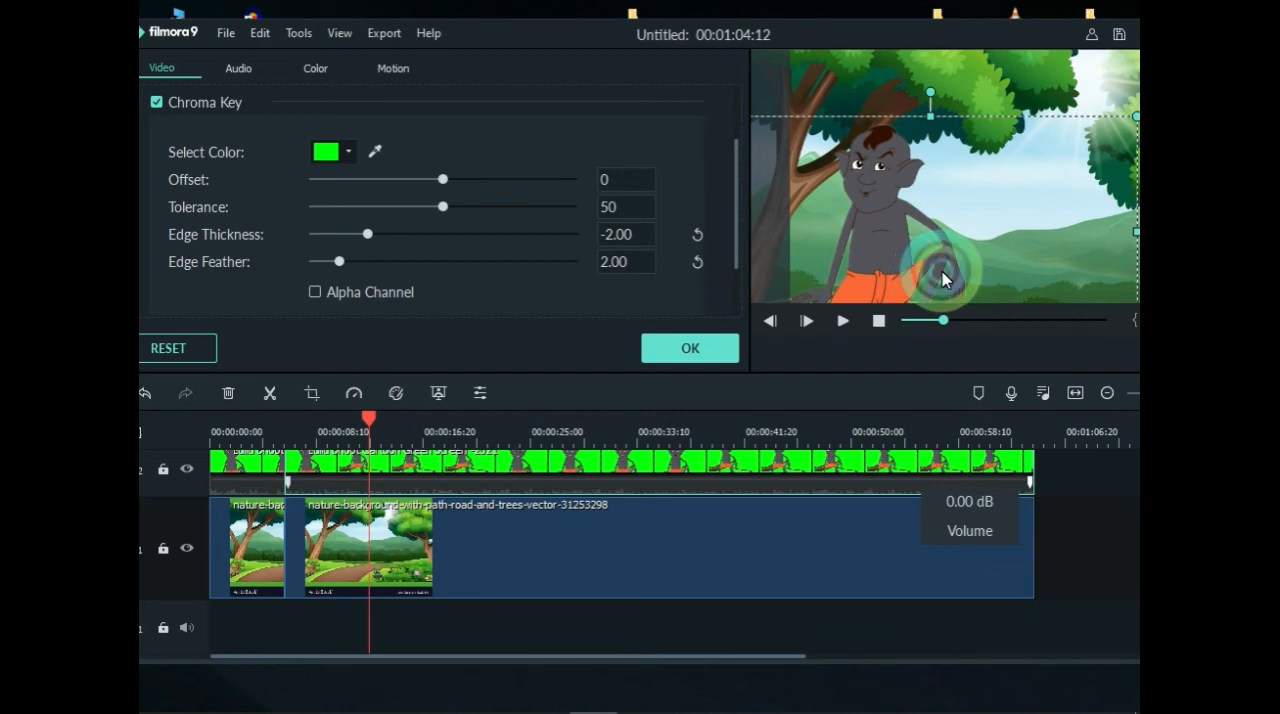 filmora9 File Edit Tools View Export Help Untitled: 00:01:04:12
Video Audio Color Motion
Chroma Key
Select Color:
Offset: 0
Tolerance: 50
Edge Thickness: -2.00
Edge Feather: 2.00
Alpha Channel
RESET OK
00:00:00:00 00:00:08:10 00:00:16:20 00:00:25:00 00:00:33:10 00:00:41:20 00:00:50:00 00:00:58:10 00:01:06:20
2
0.00 dB
nature-bac nature-background-with-path-road-and-trees-vector-31253298
Volume
1
1